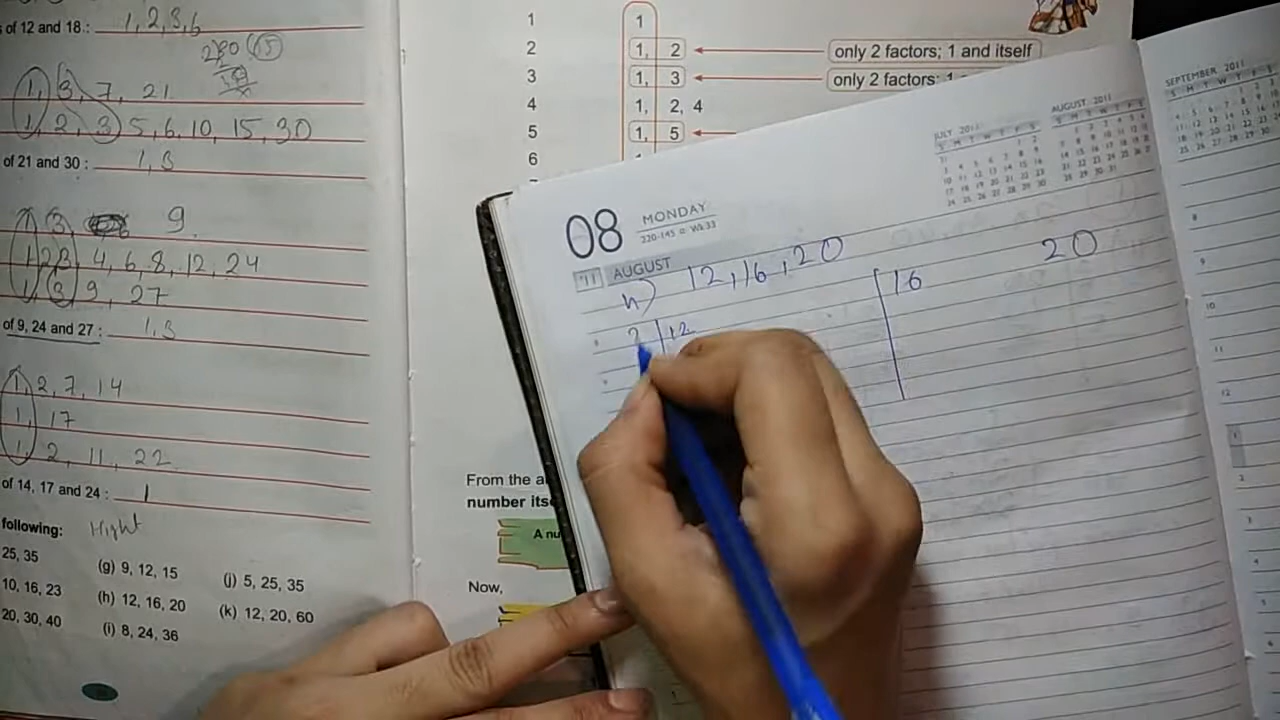 of 12 and 18 : 1, 2, 3, 6
1, 3, 7, 21
1, 2, 3, 5, 6, 10, 15, 30
of 21 and 30 : 1, 3
1, 3, 9
1, 2, 3, 4, 6, 8, 12, 24
1, 3, 9, 27
of 9, 24 and 27 : 1, 3
1, 2, 7, 14
1, 17
1, 2, 11, 22
of 14, 17 and 24 : 1
following:
25, 35
(g) 9, 12, 15
(j) 5, 25, 35
10, 16, 23
(h) 12, 16, 20
(k) 12, 20, 60
20, 30, 40
(i) 8, 24, 36
1 1
2 1, 2 only 2 factors; 1 and itself
3 1, 3 only 2 factors; 1
4 1, 2, 4
5 1, 5
6
From the
number
A
Now,
08 MONDAY
'11 AUGUST
JULY 2011
AUGUST 2011
SEPTEMBER 2011
h) 12, 16, 20
2 12
16
20